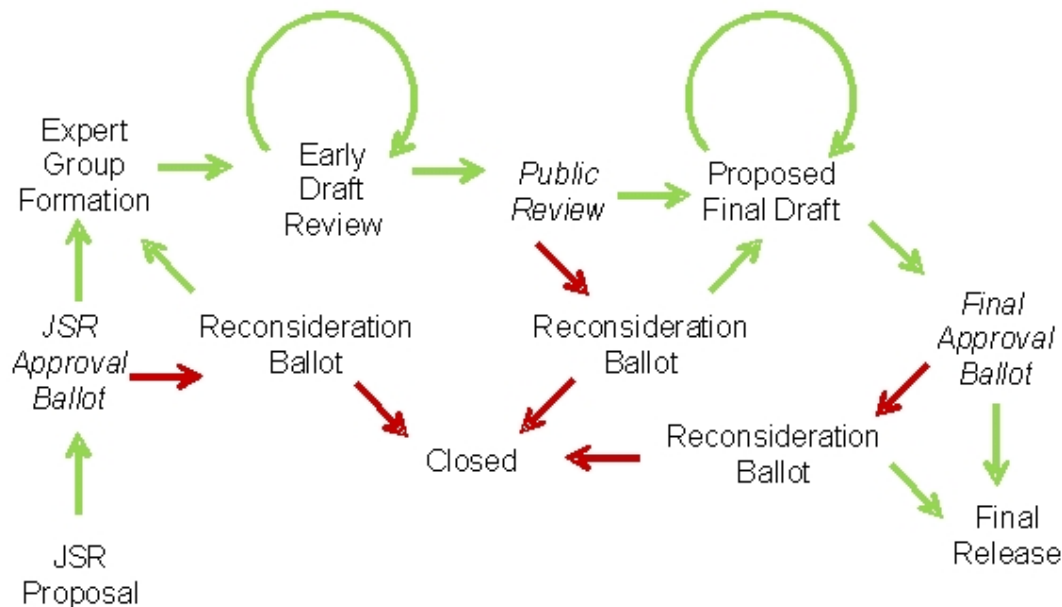 Expert
Group
Formation
Early
Draft
Review
Public
Review
Proposed
Final Draft
JSR
Approval
Ballot
Reconsideration
Ballot
Reconsideration
Ballot
Final
Approval
Ballot
Closed
Reconsideration
Ballot
JSR
Proposal
Final
Release